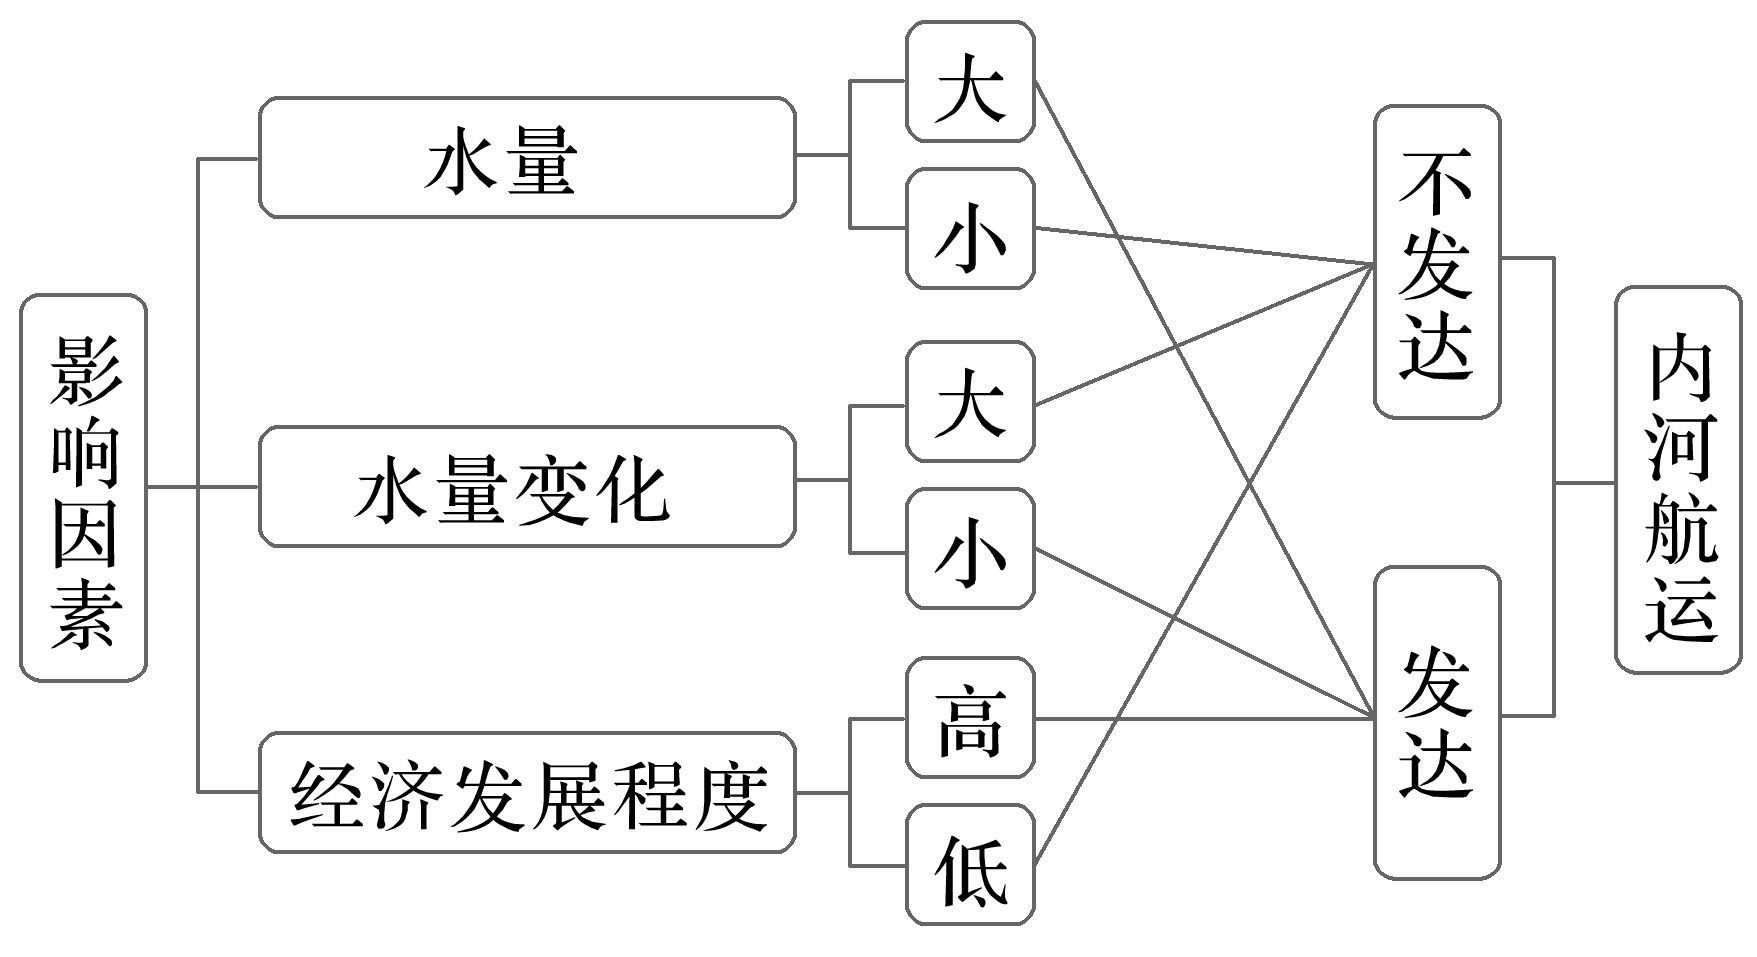 影响因素
水量
大
小
水量变化
大
小
经济发展程度
高
低
不发达
发达
内河航运